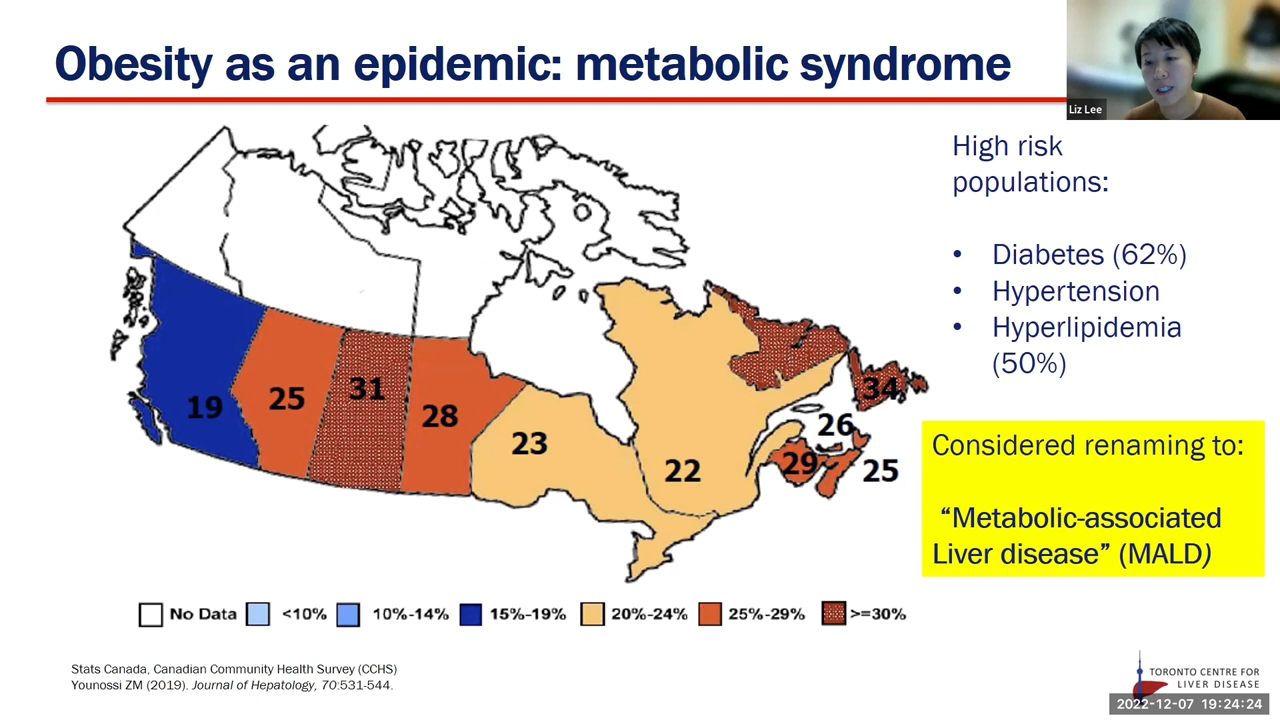 Obesity as an epidemic: metabolic syndrome
Liz Lee
High risk
populations:
• Diabetes (62%)
• Hypertension
• Hyperlipidemia
(50%)
19
25
31
28
23
22
34
26
29
25
Considered renaming to:
“Metabolic-associated
Liver disease” (MALD)
No Data <10% 10%-14% 15%-19% 20%-24% 25%-29% >=30%
Stats Canada, Canadian Community Health Survey (CCHS)
Younossi ZM (2019). Journal of Hepatology, 70:531-544.
TORONTO CENTRE FOR
LIVER DISEASE
2022-12-07 19:24:24